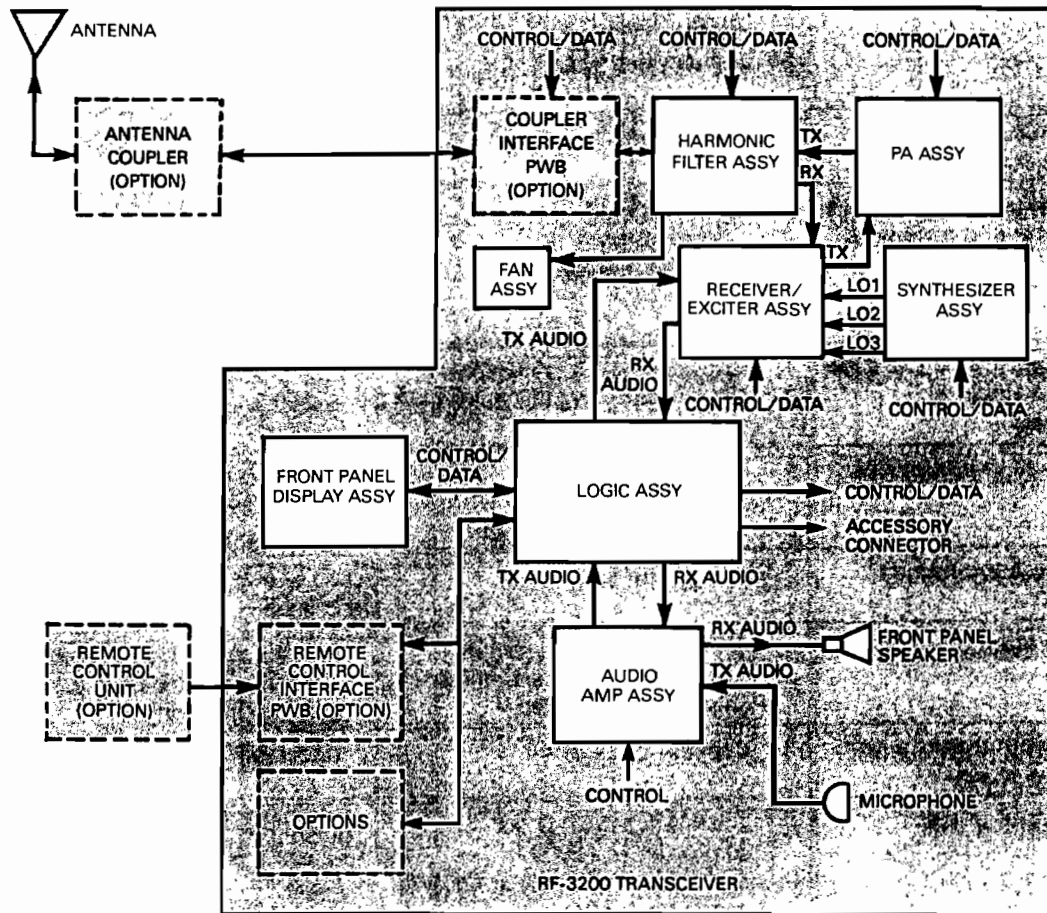 ANTENNA
ANTENNA
COUPLER
(OPTION)
CONTROL/DATA
CONTROL/DATA
CONTROL/DATA
COUPLER
INTERFACE
PWB
(OPTION)
HARMONIC
FILTER ASSY
TX
RX
PA ASSY
FAN
ASSY
RECEIVER/
EXCITER ASSY
TX
LO1
LO2
LO3
SYNTHESIZER
ASSY
TX AUDIO
RX
AUDIO
CONTROL/DATA
CONTROL/DATA
FRONT PANEL
DISPLAY ASSY
CONTROL/
DATA
LOGIC ASSY
CONTROL/DATA
ACCESSORY
CONNECTOR
TX AUDIO
RX AUDIO
REMOTE
CONTROL
UNIT
(OPTION)
REMOTE
CONTROL
INTERFACE
PWB (OPTION)
AUDIO
AMP ASSY
RX AUDIO
TX AUDIO
FRONT PANEL
SPEAKER
OPTIONS
CONTROL
MICROPHONE
RF-3200 TRANSCEIVER